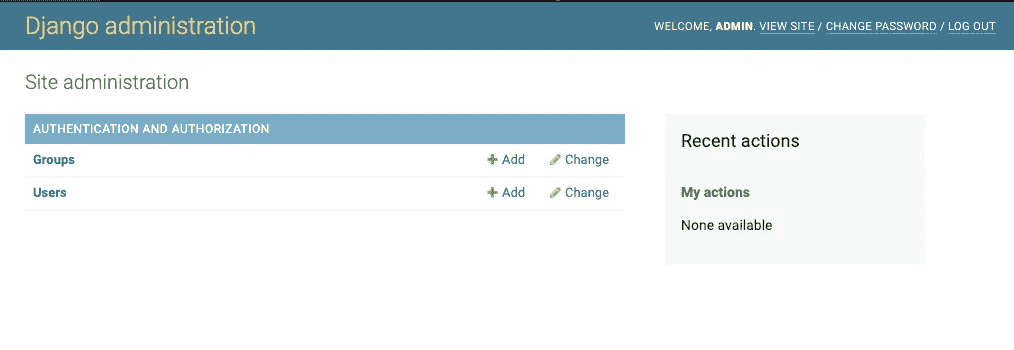 Django administration
WELCOME, ADMIN. VIEW SITE / CHANGE PASSWORD / LOG OUT
Site administration
AUTHENTICATION AND AUTHORIZATION
Groups Add Change
Users Add Change
Recent actions
My actions
None available